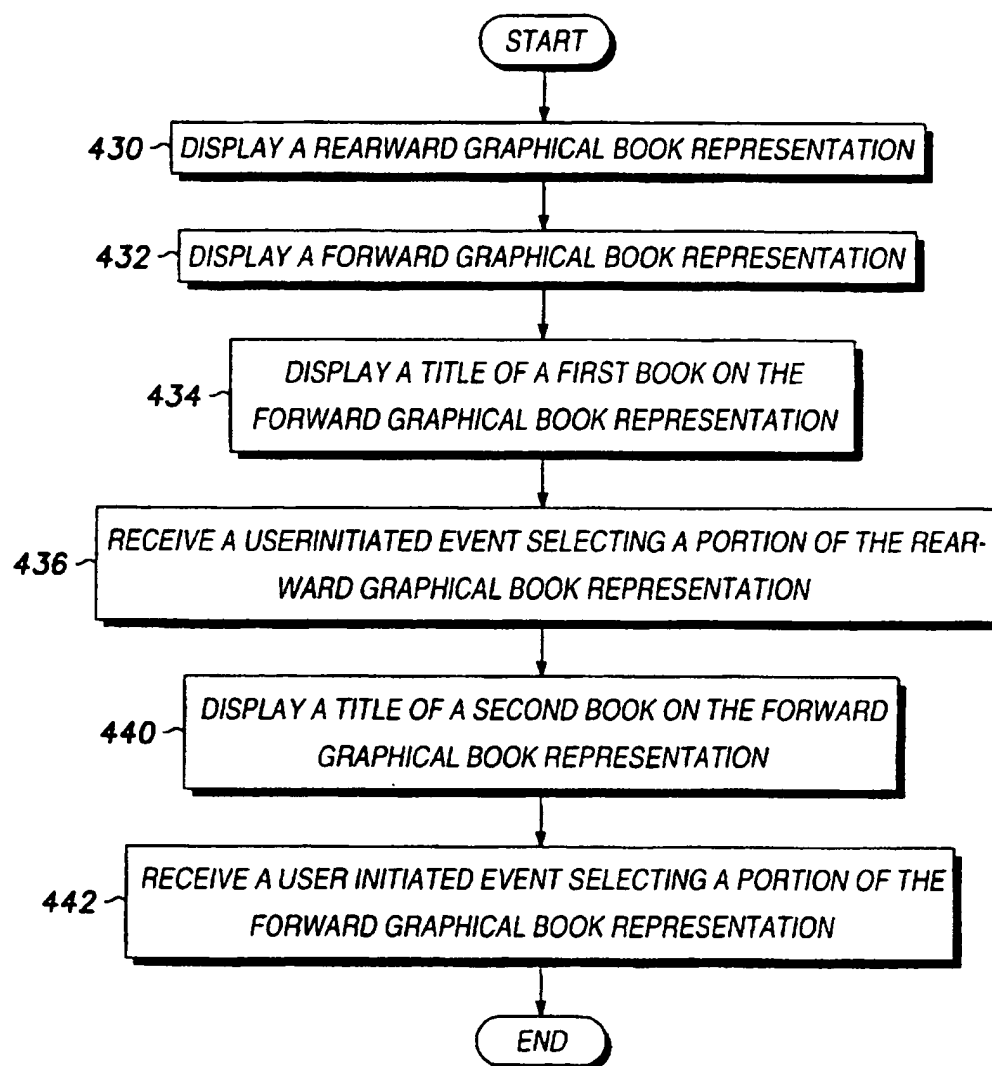 START
430 DISPLAY A REARWARD GRAPHICAL BOOK REPRESENTATION
432 DISPLAY A FORWARD GRAPHICAL BOOK REPRESENTATION
DISPLAY A TITLE OF A FIRST BOOK ON THE
434
FORWARD GRAPHICAL BOOK REPRESENTATION
RECEIVE A USERINITIATED EVENT SELECTING A PORTION OF THE REAR-
436
WARD GRAPHICAL BOOK REPRESENTATION
DISPLAY A TITLE OF A SECOND BOOK ON THE FORWARD
440
GRAPHICAL BOOK REPRESENTATION
RECEIVE A USER INITIATED EVENT SELECTING A PORTION OF THE
442
FORWARD GRAPHICAL BOOK REPRESENTATION
END